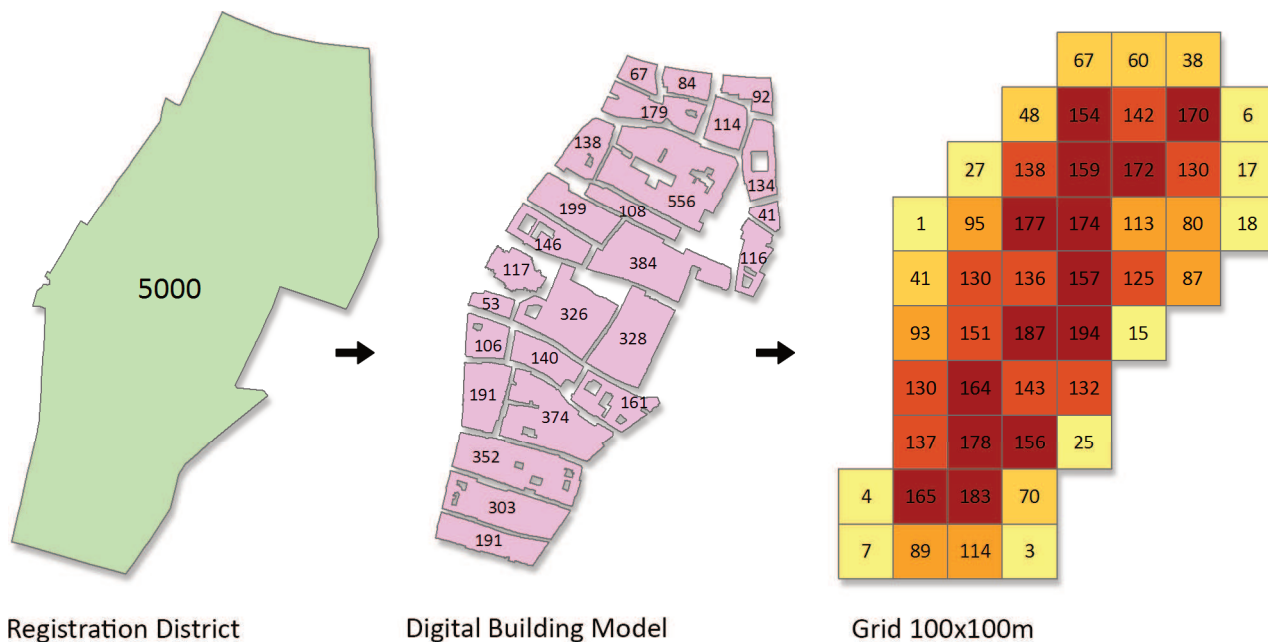 5000
67
84
92
179
114
138
134
556
199
108
41
146
116
384
117
53
326
328
106
140
191
161
374
352
303
191
67 60 38
48 154 142 170 6
27 138 159 172 130 17
1 95 177 174 113 80 18
41 130 136 157 125 87
93 151 187 194 15
130 164 143 132
137 178 156 25
4 165 183 70
7 89 114 3
Registration District
Digital Building Model
Grid 100x100m